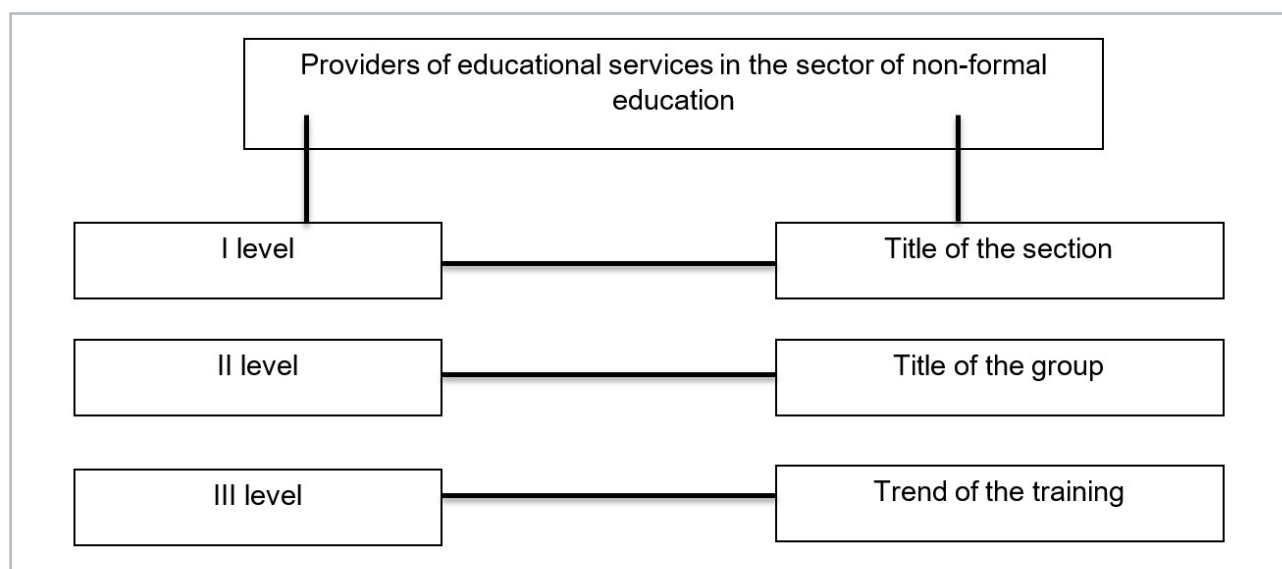 Providers of educational services in the sector of non-formal
education
I level
Title of the section
II level
Title of the group
III level
Trend of the training